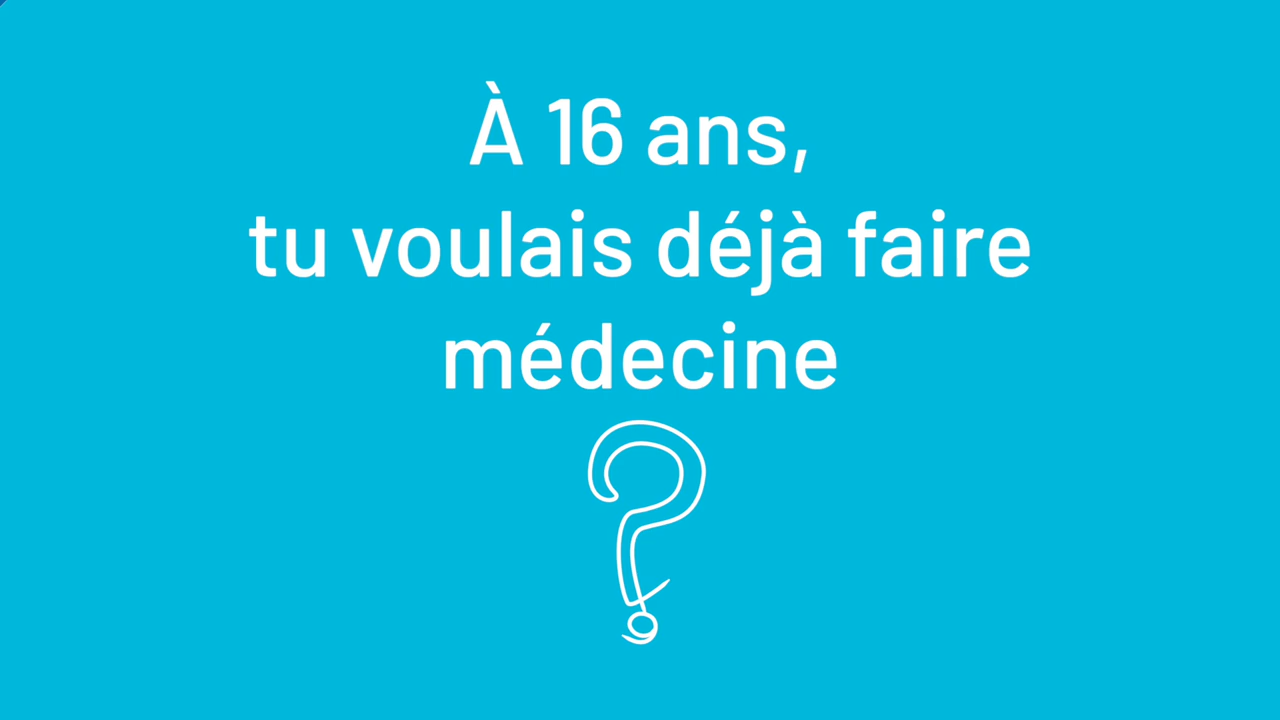 À 16 ans,
tu voulais déjà faire
médecine
?